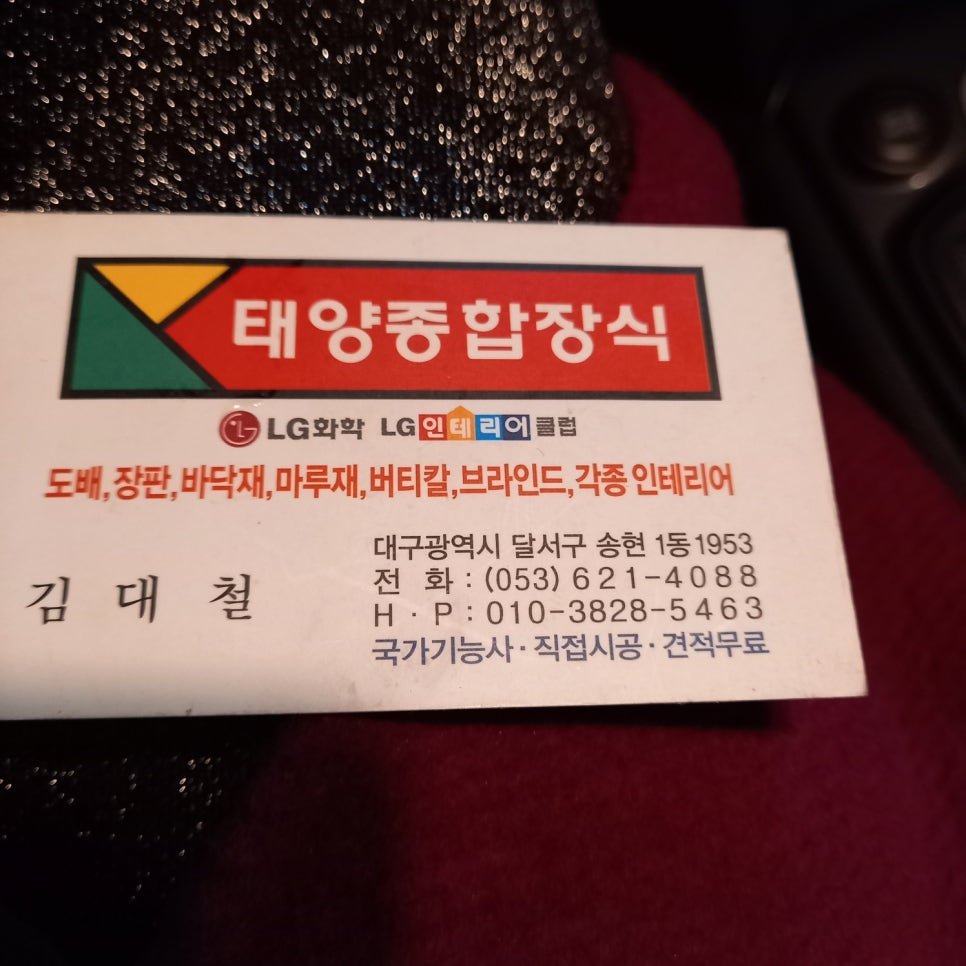 태양종합장식
LG화학 LG인테리어클럽
도배,장판,바닥재,마루재,버티칼,브라인드,각종인테리어
대구광역시 달서구 송현 1동1953
전 화 : (053) 621-4088
김 대 철
H · P : 010-3828-5463
국가기능사·직접시공·견적무료